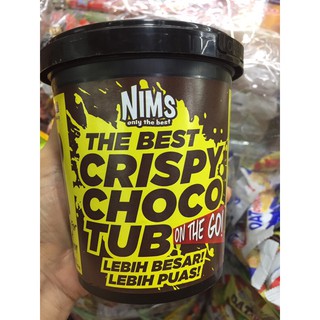 NIMS
only the best
THE BEST
CRISPY
CHOCO
TUB
ON THE GO!
LEBIH BESAR!
LEBIH PUAS!